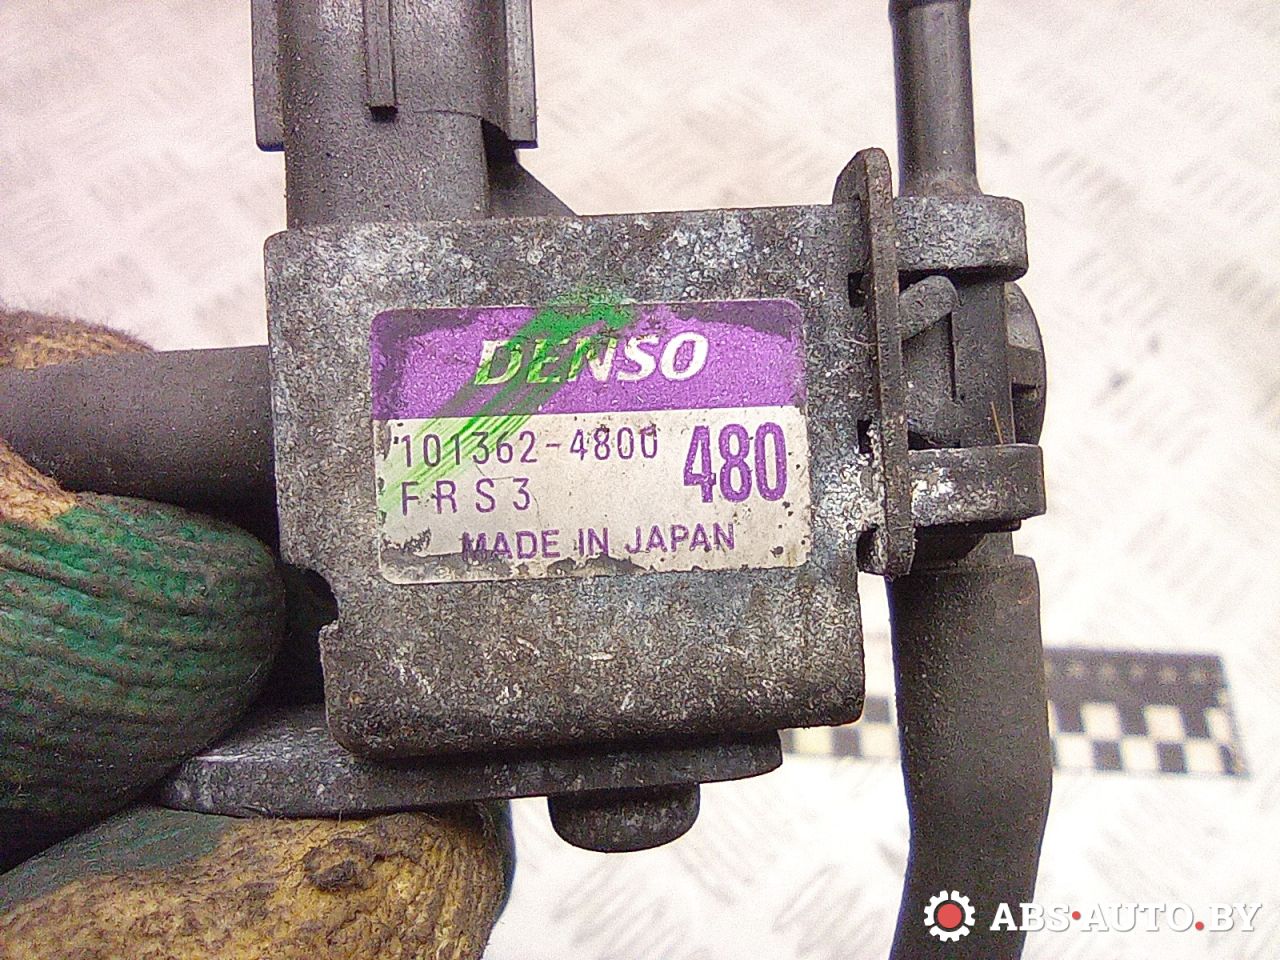 DENSO
101362-4800 480
FRS3
MADE IN JAPAN
ABS·AUTO.BY